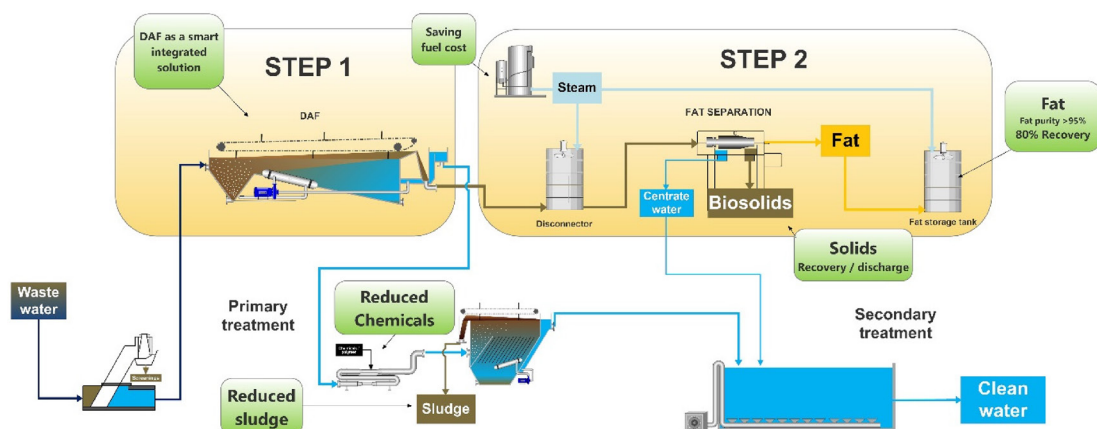 DAF as a smart
integrated
solution
STEP 1
DAF
Saving
fuel cost
STEP 2
Steam
FAT SEPARATION
Fat
Fat purity >95%
80% Recovery
Fat
Disconnector
Centrate
water
Biosolids
Fat storage tank
Solids
Recovery / discharge
Waste
water
Screenings
Primary
treatment
Reduced
Chemicals
Reduced
sludge
Sludge
Secondary
treatment
Clean
water